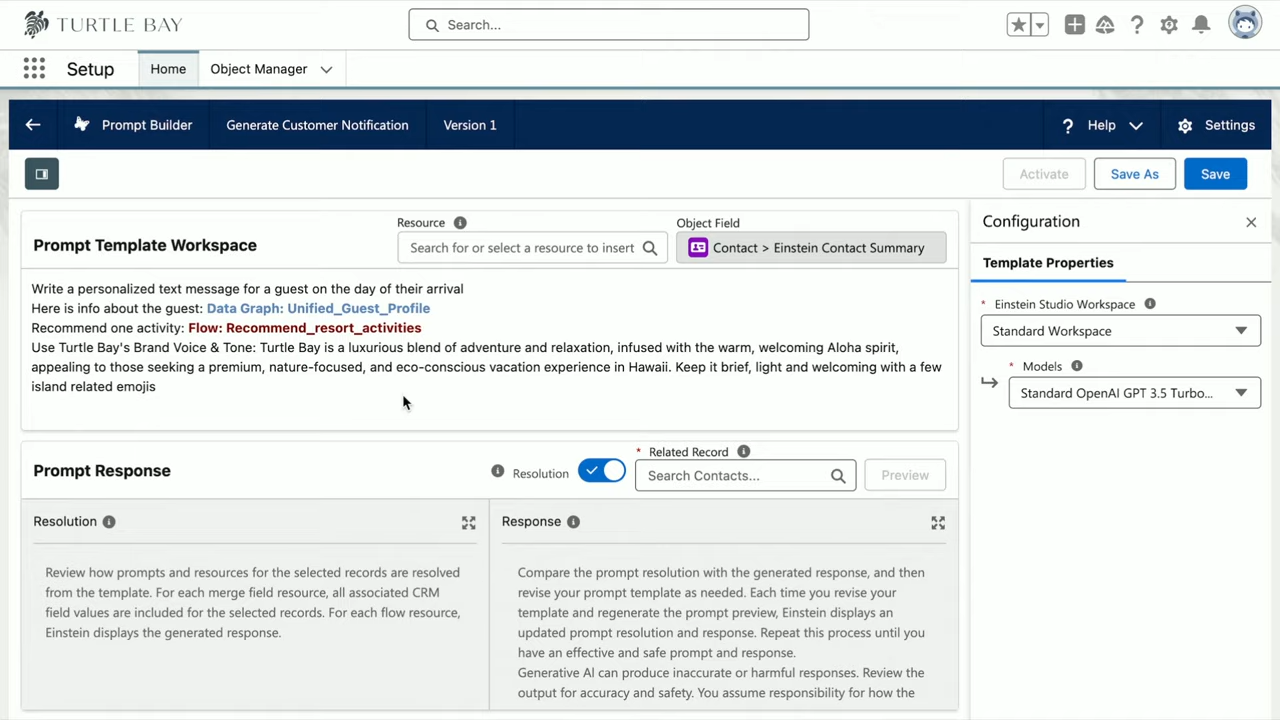 TURTLE BAY
Search...
Setup
Home
Object Manager
Prompt Builder
Generate Customer Notification
Version 1
Help
Settings
Activate
Save As
Save
Prompt Template Workspace
Resource
Search for or select a resource to insert
Object Field
Contact > Einstein Contact Summary
Write a personalized text message for a guest on the day of their arrival
Here is info about the guest: Data Graph: Unified_Guest_Profile
Recommend one activity: Flow: Recommend_resort_activities
Use Turtle Bay's Brand Voice & Tone: Turtle Bay is a luxurious blend of adventure and relaxation, infused with the warm, welcoming Aloha spirit,
appealing to those seeking a premium, nature-focused, and eco-conscious vacation experience in Hawaii. Keep it brief, light and welcoming with a few
island related emojis
Configuration
Template Properties
* Einstein Studio Workspace
Standard Workspace
* Models
Standard OpenAI GPT 3.5 Turbo...
Prompt Response
Resolution
* Related Record
Search Contacts...
Preview
Resolution
Review how prompts and resources for the selected records are resolved
from the template. For each merge field resource, all associated CRM
field values are included for the selected records. For each flow resource,
Einstein displays the generated response.
Response
Compare the prompt resolution with the generated response, and then
revise your prompt template as needed. Each time you revise your
template and regenerate the prompt preview, Einstein displays an
updated prompt resolution and response. Repeat this process until you
have an effective and safe prompt and response.
Generative AI can produce inaccurate or harmful responses. Review the
output for accuracy and safety. You assume responsibility for how the